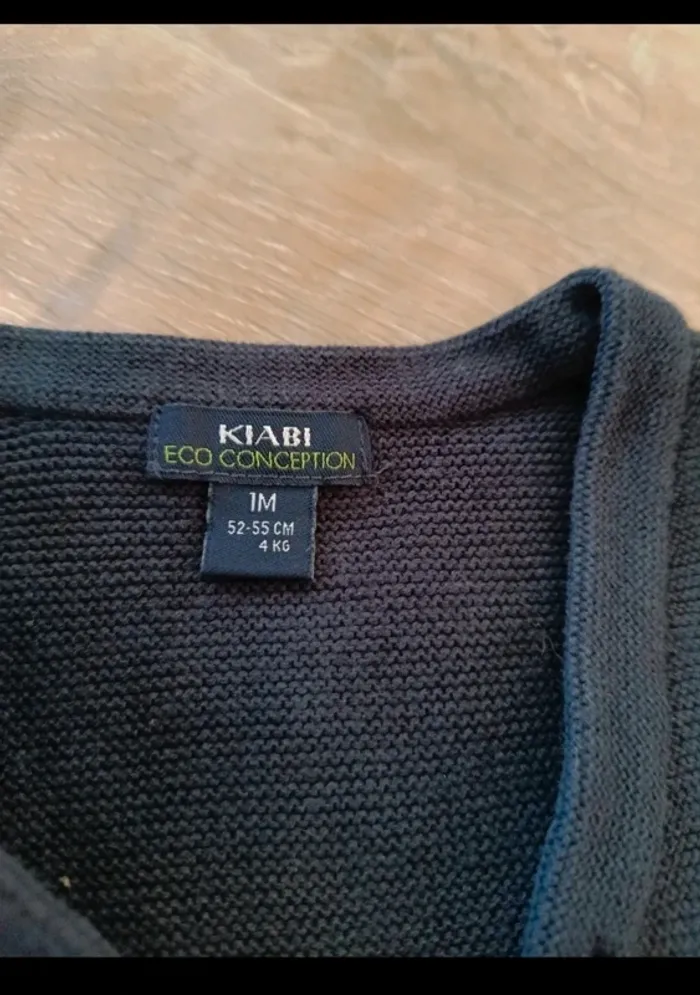 KIABI
ECO CONCEPTION
1M
52-55 CM
4 KG